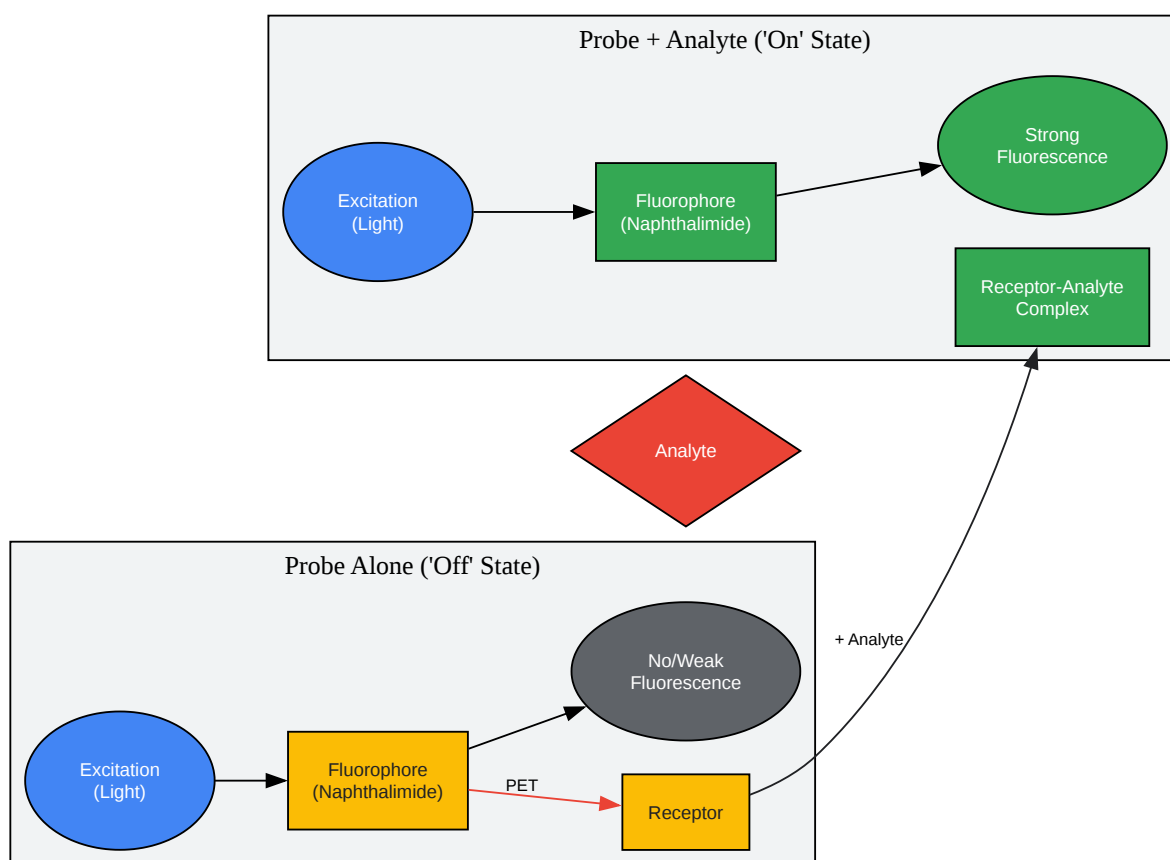 Probe + Analyte ('On' State)
Strong
Fluorescence
Excitation
(Light)
Fluorophore
(Naphthalimide)
Receptor-Analyte
Complex
Analyte
Probe Alone ('Off' State)
+ Analyte
No/Weak
Fluorescence
Excitation
(Light)
Fluorophore
(Naphthalimide)
PET
Receptor